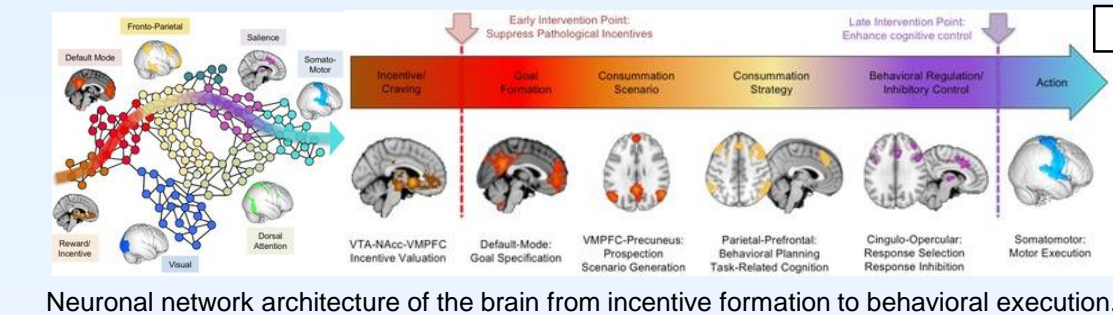 Fronto-Parietal
Default Mode
Salience
Somato-
Motor
Reward/
Incentive
Visual
Dorsal
Attention
Early Intervention Point:
Suppress Pathological Incentives
Late Intervention Point:
Enhance cognitive control
Incentive/
Craving
Goal
Formation
Consummation
Scenario
Consummation
Strategy
Behavioral Regulation/
Inhibitory Control
Action
VTA-NAcc-VMPFC
Incentive Valuation
Default-Mode:
Goal Specification
VMPFC-Precuneus:
Prospection
Scenario Generation
Parietal-Prefrontal:
Behavioral Planning
Task-Related Cognition
Cingulo-Opercular:
Response Selection
Response Inhibition
Somatomotor:
Motor Execution
Neuronal network architecture of the brain from incentive formation to behavioral execution.